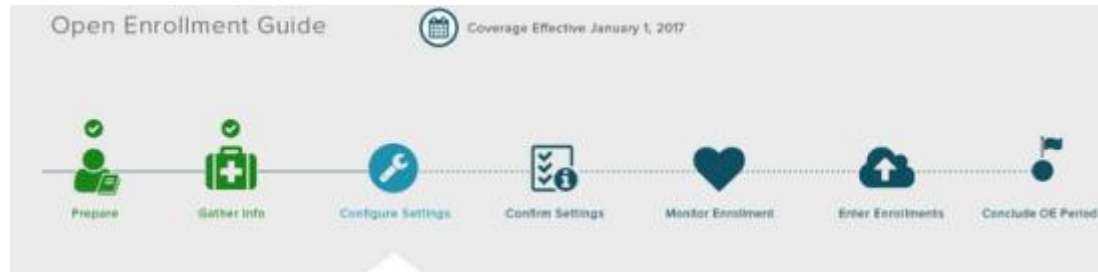 Open Enrollment Guide
Coverage Effective January 1, 2017
Prepare
Gather Info
Configure Settings
Confirm Settings
Monitor Enrollment
Enter Enrollments
Conclude OE Period